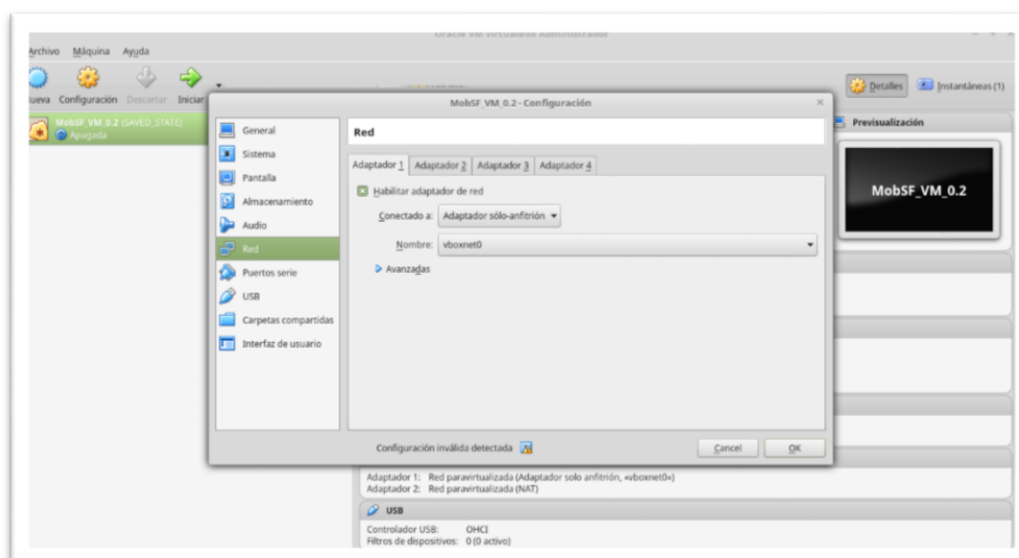 Oracle VM VirtualBox Administrador
Archivo Máquina Ayuda
Nueva Configuración Descartar Iniciar
Detalles Instantáneas (1)
MobSF_VM_0.2 (SAVED_STATE)
Apagada
MobSF_VM_0.2 - Configuración
General
Sistema
Pantalla
Almacenamiento
Audio
Red
Puertos serie
USB
Carpetas compartidas
Interfaz de usuario
Red
Adaptador 1 Adaptador 2 Adaptador 3 Adaptador 4
Habilitar adaptador de red
Conectado a: Adaptador sólo-anfitrión
Nombre: vboxnet0
Avanzadas
Configuración inválida detectada
Cancel OK
Previsualización
MobSF_VM_0.2
Adaptador 1: Red paravirtualizada (Adaptador solo anfitrión, «vboxnet0»)
Adaptador 2: Red paravirtualizada (NAT)
USB
Controlador USB: OHCI
Filtros de dispositivos: 0 (0 activo)